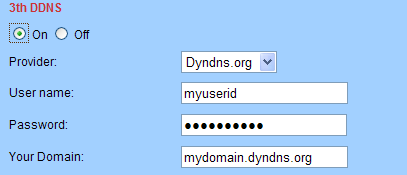 3th DDNS
On Off
Provider: Dyndns.org
User name: myuserid
Password: ●●●●●●●●●●
Your Domain: mydomain.dyndns.org